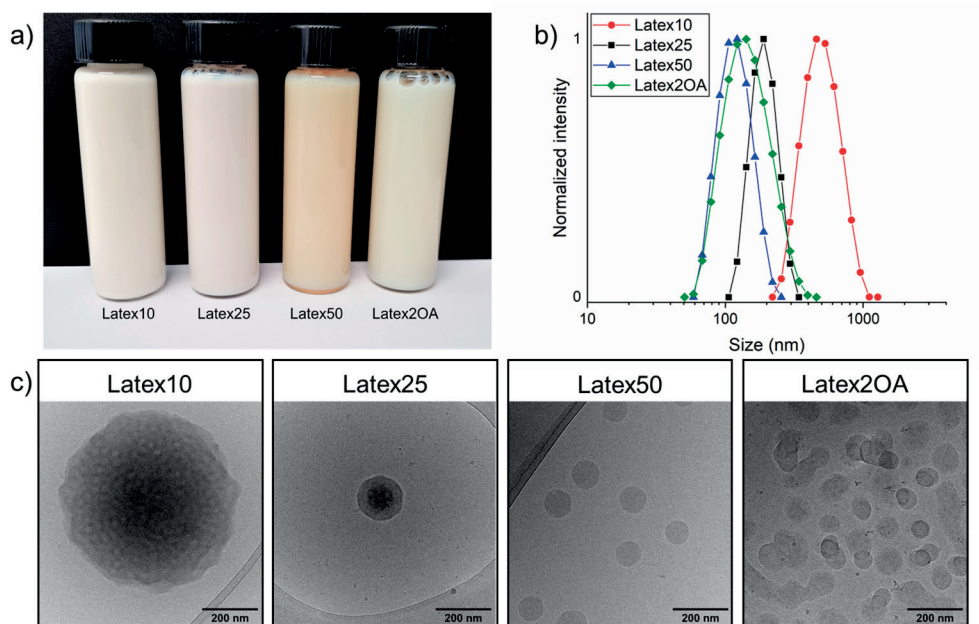 a)
Latex10 Latex25 Latex50 Latex2OA
b)
Normalized intensity
1
0
Latex10
Latex25
Latex50
Latex2OA
10 100 1000
Size (nm)
c)
Latex10 Latex25 Latex50 Latex2OA
200 nm 200 nm 200 nm 200 nm